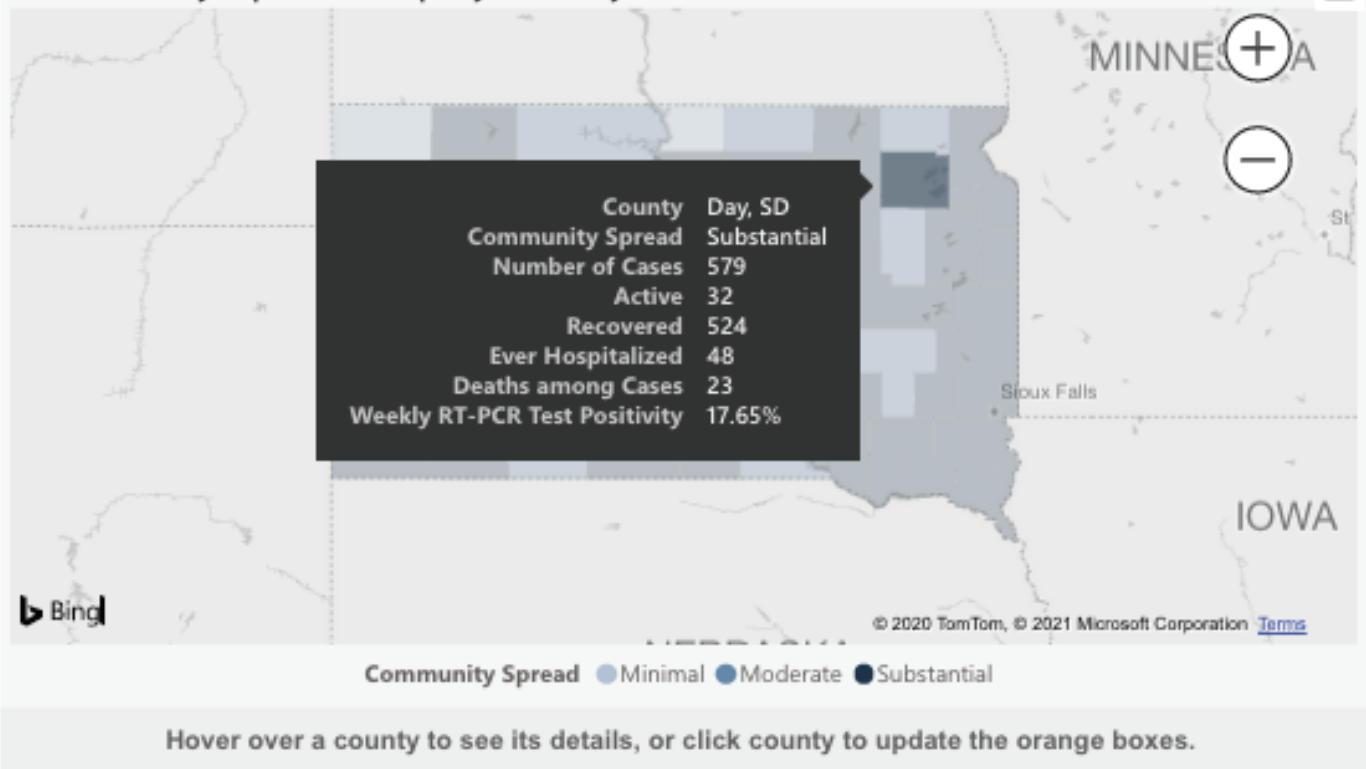 MINNES A
County Day, SD
Community Spread Substantial
Number of Cases 579
Active 32
Recovered 524
Ever Hospitalized 48
Deaths among Cases 23
Weekly RT-PCR Test Positivity 17.65%
St
Sioux Falls
IOWA
Bing
© 2020 TomTom, © 2021 Microsoft Corporation Terms
NEBRASKA
Community Spread Minimal Moderate Substantial
Hover over a county to see its details, or click county to update the orange boxes.